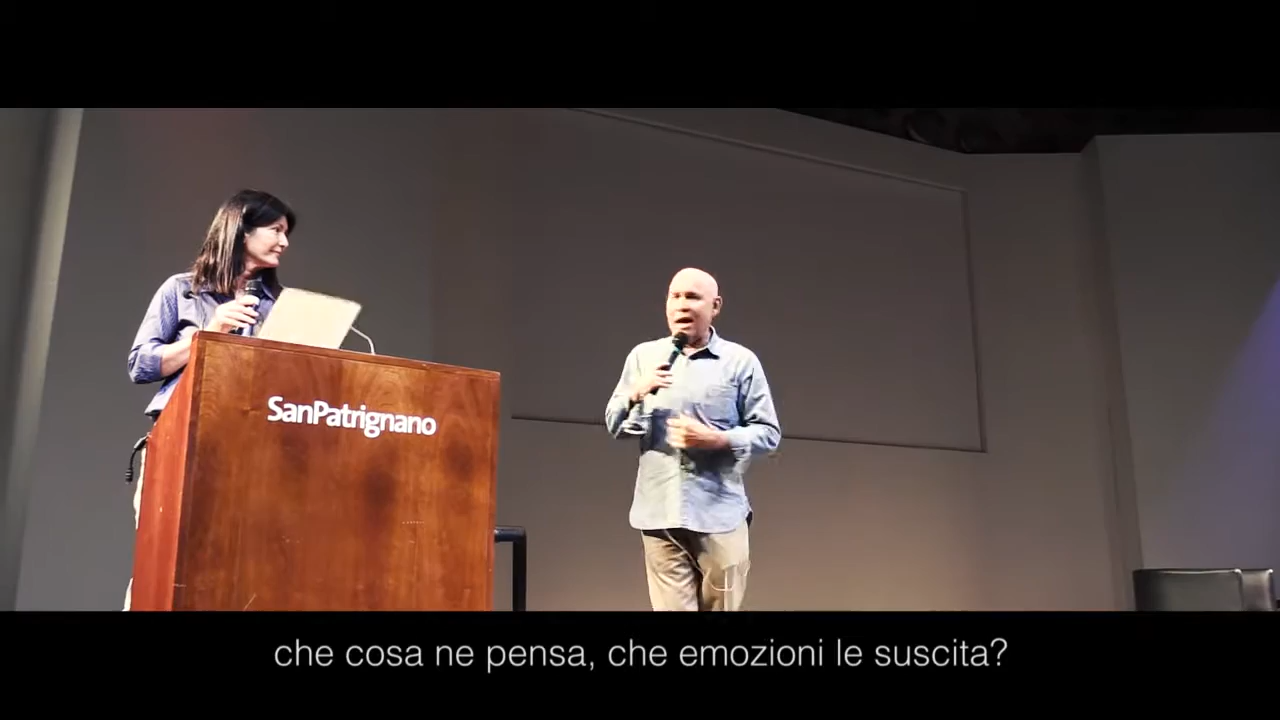 SanPatrignano
che cosa ne pensa, che emozioni le suscita?